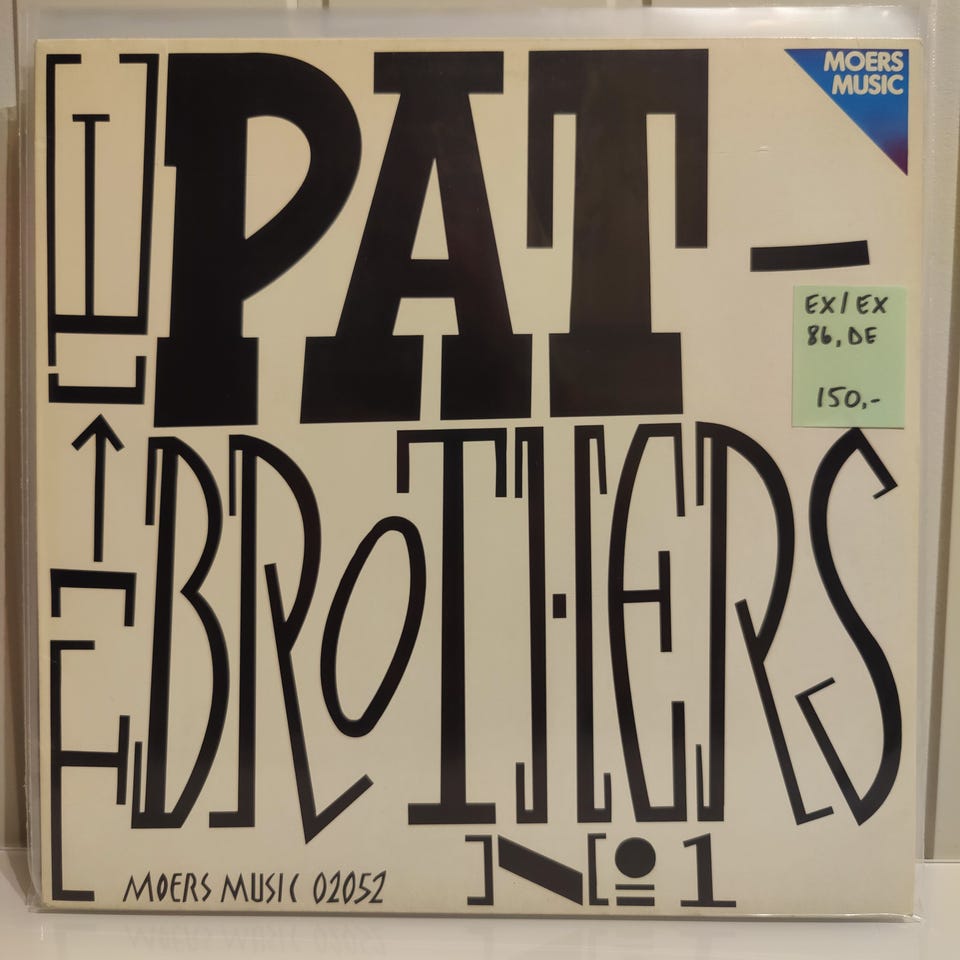 THE
PAT-
BROTHERS
No 1
MOERS MUSIC 02052
MOERS
MUSIC
EX/EX
86, DE
150,-